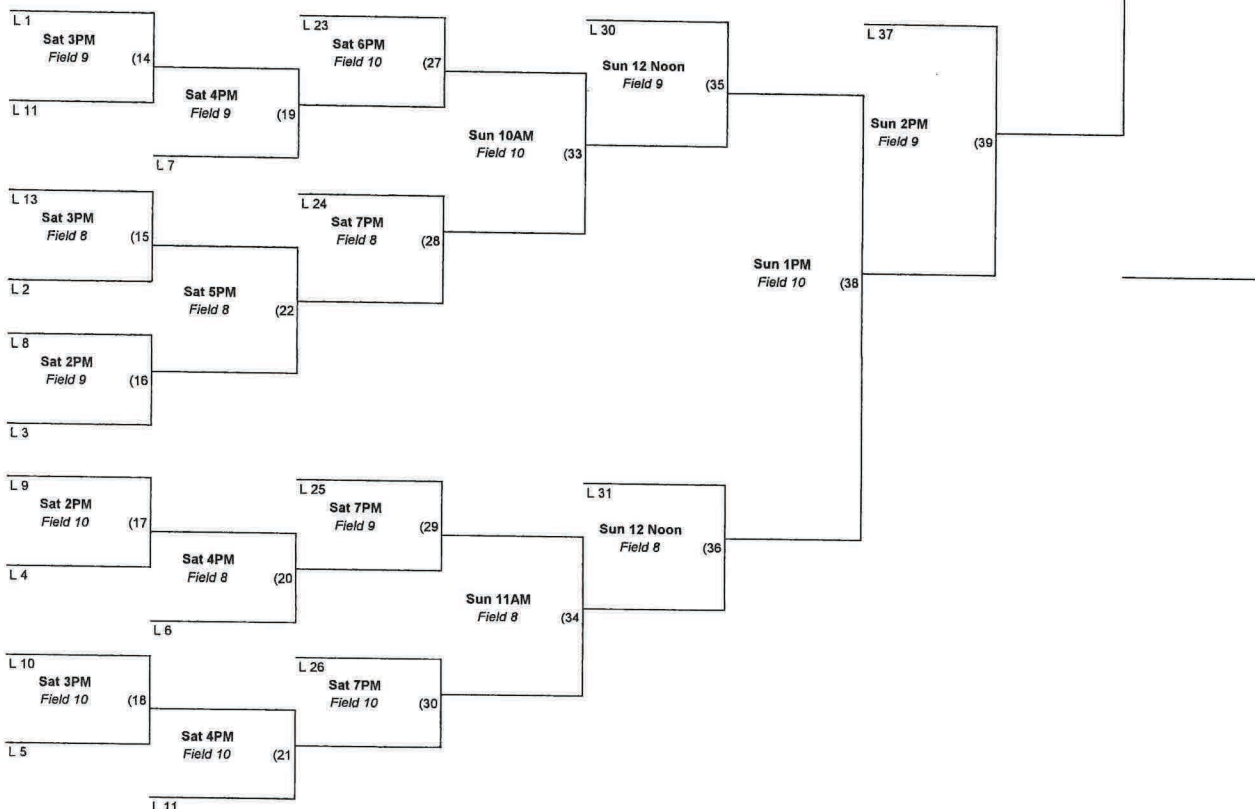 L 1
Sat 3PM
Field 9
(14
L 11
Sat 4PM
Field 9
(19
L 7
L 23
Sat 6PM
Field 10
(27
L 13
Sat 3PM
Field 8
(15
L 2
Sat 5PM
Field 8
(22
L 8
Sat 2PM
Field 9
(16
L 3
L 24
Sat 7PM
Field 8
(28
Sun 10AM
Field 10
(33
L 30
Sun 12 Noon
Field 9
(35
L 9
Sat 2PM
Field 10
(17
L 4
Sat 4PM
Field 8
(20
L 6
L 25
Sat 7PM
Field 9
(29
L 10
Sat 3PM
Field 10
(18
L 5
Sat 4PM
Field 10
(21
L 11
L 26
Sat 7PM
Field 10
(30
Sun 11AM
Field 8
(34
L 31
Sun 12 Noon
Field 8
(36
Sun 1PM
Field 10
(38
L 37
Sun 2PM
Field 9
(39